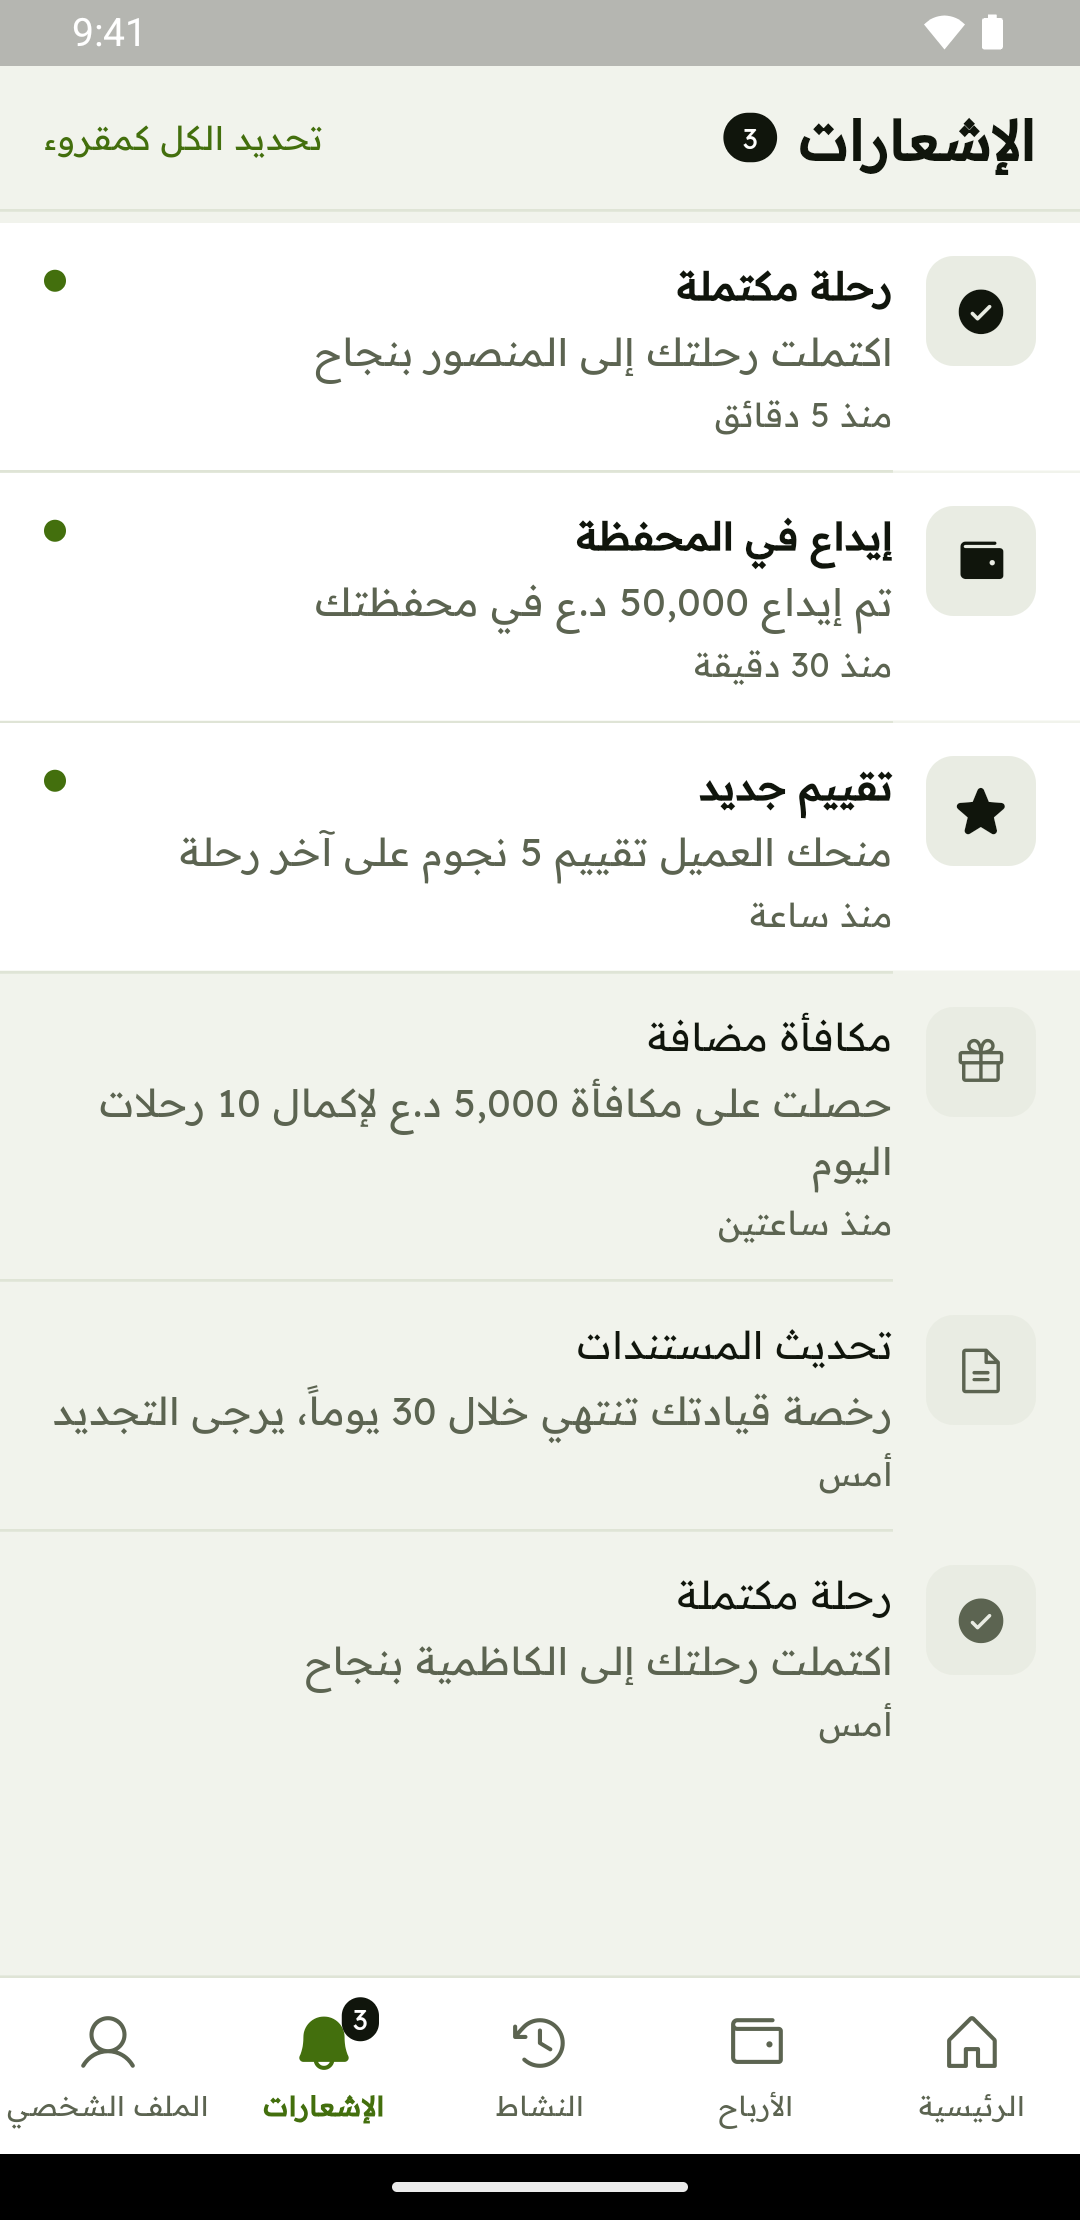 9:41
الإشعارات 3
تحديد الكل كمقروء
رحلة مكتملة
اكتملت رحلتك إلى المنصور بنجاح
منذ 5 دقائق
إيداع في المحفظة
تم إيداع 50,000 د.ع في محفظتك
منذ 30 دقيقة
تقييم جديد
منحك العميل تقييم 5 نجوم على آخر رحلة
منذ ساعة
مكافأة مضافة
حصلت على مكافأة 5,000 د.ع لإكمال 10 رحلات
اليوم
منذ ساعتين
تحديث المستندات
رخصة قيادتك تنتهي خلال 30 يوماً، يرجى التجديد
أمس
رحلة مكتملة
اكتملت رحلتك إلى الكاظمية بنجاح
أمس
الرئيسية
الأرباح
النشاط
3
الإشعارات
الملف الشخصي